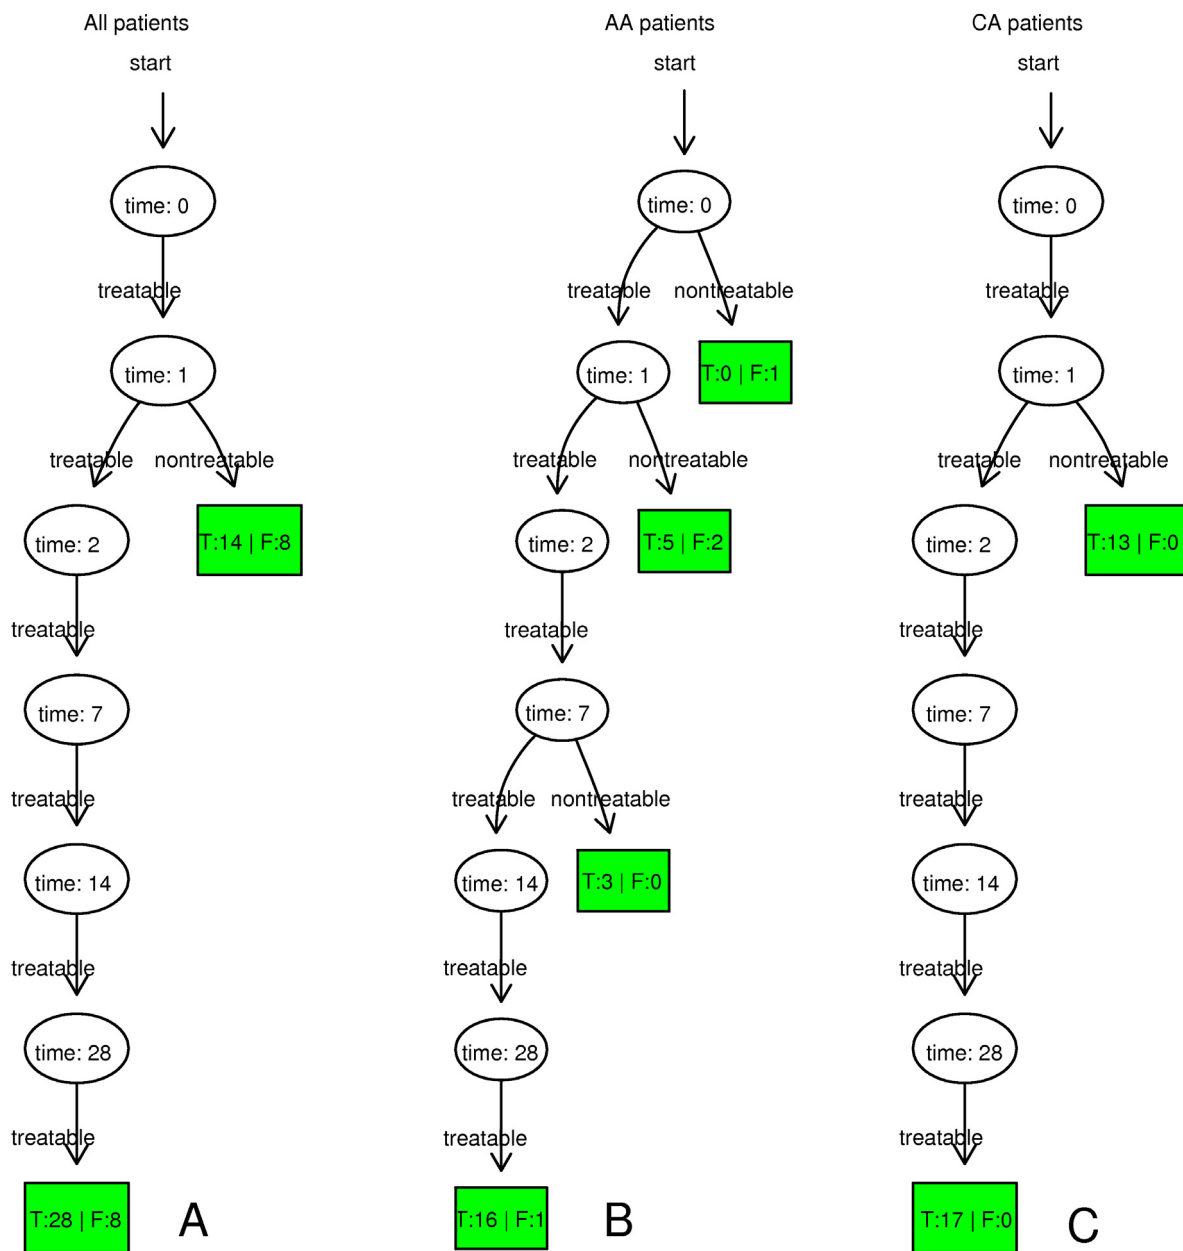 All patients
start
time: 0
treatable
time: 1
treatable
nontreatable
time: 2
T:14 | F:8
treatable
time: 7
treatable
time: 14
treatable
time: 28
treatable
T:28 | F:8
A
AA patients
start
time: 0
treatable
nontreatable
time: 1
T:0 | F:1
treatable
nontreatable
time: 2
T:5 | F:2
treatable
time: 7
treatable
nontreatable
time: 14
T:3 | F:0
treatable
time: 28
treatable
T:16 | F:1
B
CA patients
start
time: 0
treatable
time: 1
treatable
nontreatable
time: 2
T:13 | F:0
treatable
time: 7
treatable
time: 14
treatable
time: 28
treatable
T:17 | F:0
C